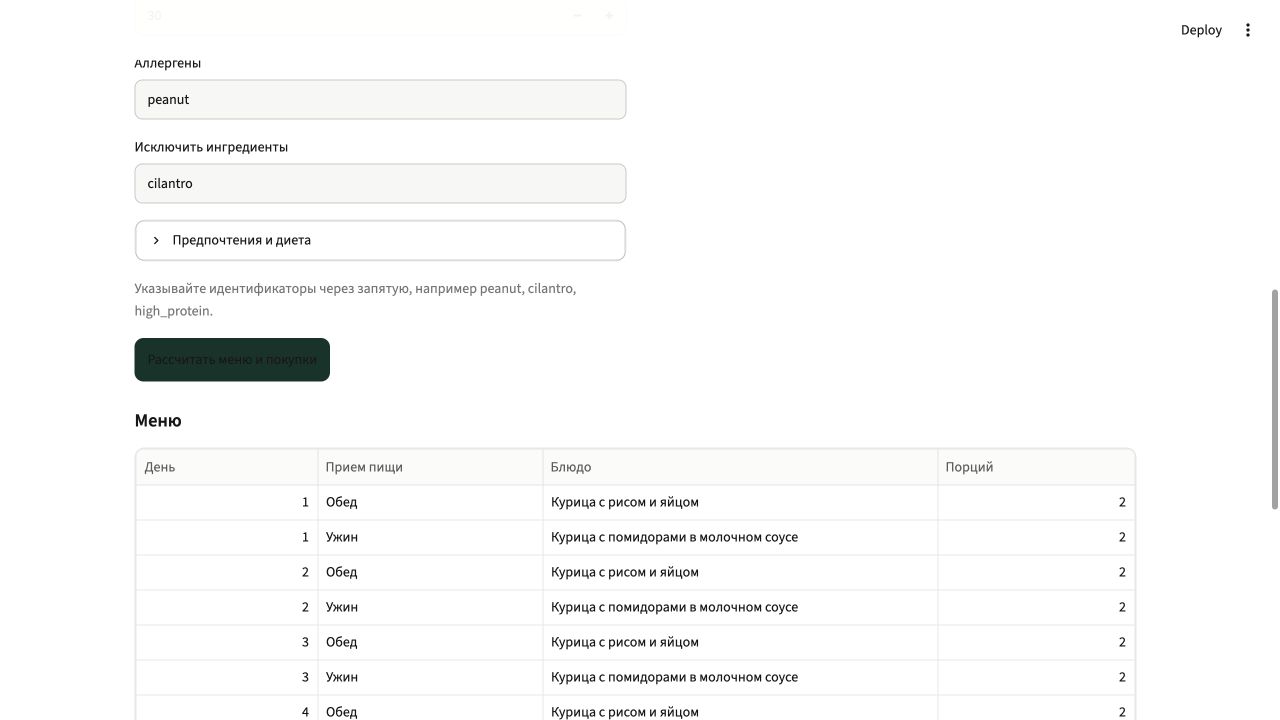 30
Deploy
Аллергены
peanut
Исключить ингредиенты
cilantro
Предпочтения и диета
Указывайте идентификаторы через запятую, например peanut, cilantro,
high_protein.
Рассчитать меню и покупки
Меню
День Прием пищи Блюдо Порций
1 Обед Курица с рисом и яйцом 2
1 Ужин Курица с помидорами в молочном соусе 2
2 Обед Курица с рисом и яйцом 2
2 Ужин Курица с помидорами в молочном соусе 2
3 Обед Курица с рисом и яйцом 2
3 Ужин Курица с помидорами в молочном соусе 2
4 Обед Курица с рисом и яйцом 2